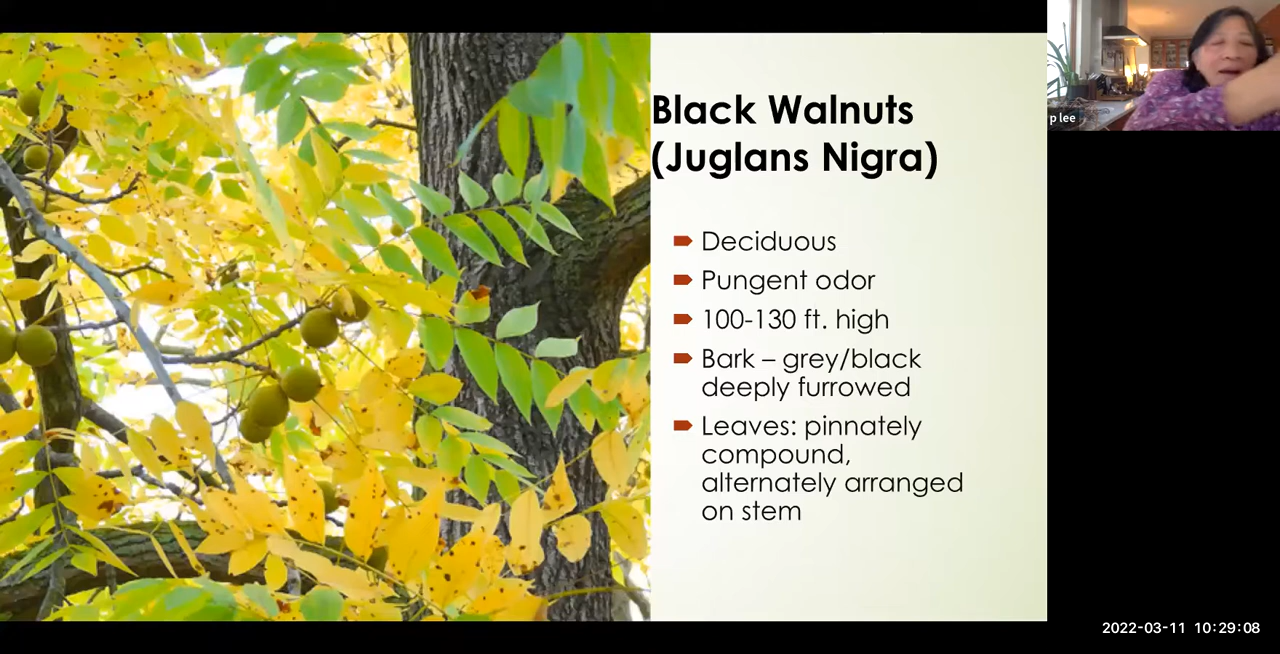 Black Walnuts
(Juglans Nigra)
Deciduous
Pungent odor
100-130 ft. high
Bark – grey/black
deeply furrowed
Leaves: pinnately
compound,
alternately arranged
on stem
p lee
2022-03-11 10:29:08